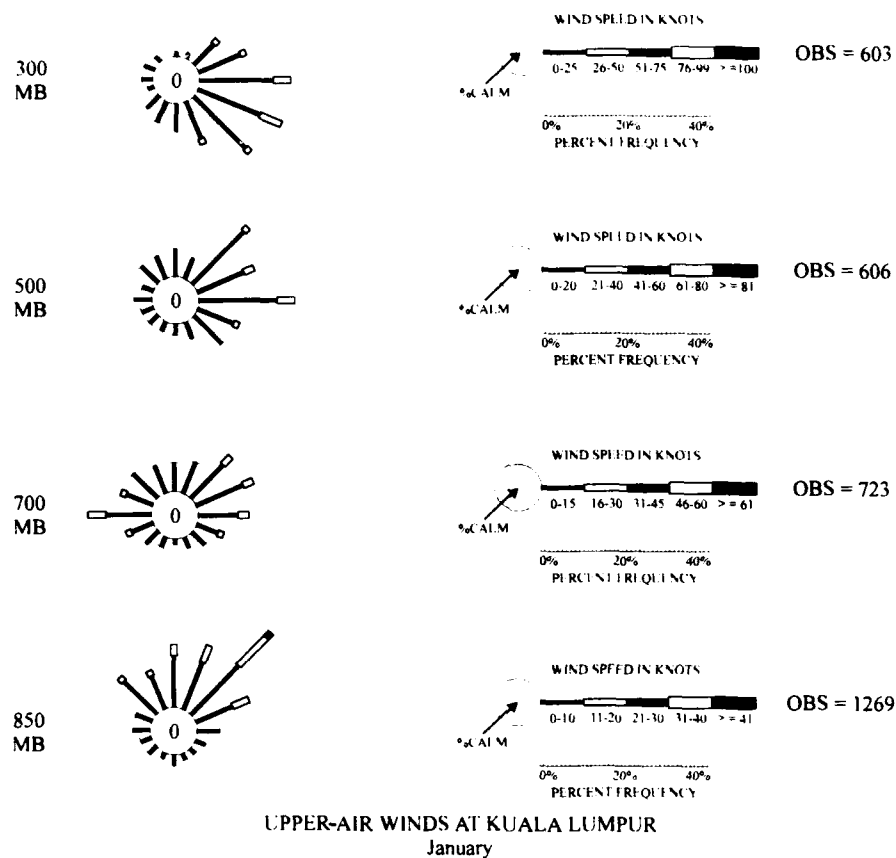 300
MB
0
WIND SPEED IN KNOTS
%CALM
0-25 26-50 51-75 76-99 >=100
0% 20% 40%
PERCENT FREQUENCY
OBS = 603
500
MB
0
WIND SPEED IN KNOTS
%CALM
0-20 21-40 41-60 61-80 >=81
0% 20% 40%
PERCENT FREQUENCY
OBS = 606
700
MB
0
WIND SPEED IN KNOTS
%CALM
0-15 16-30 31-45 46-60 >=61
0% 20% 40%
PERCENT FREQUENCY
OBS = 723
850
MB
0
WIND SPEED IN KNOTS
%CALM
0-10 11-20 21-30 31-40 >=41
0% 20% 40%
PERCENT FREQUENCY
OBS = 1269
UPPER-AIR WINDS AT KUALA LUMPUR
January